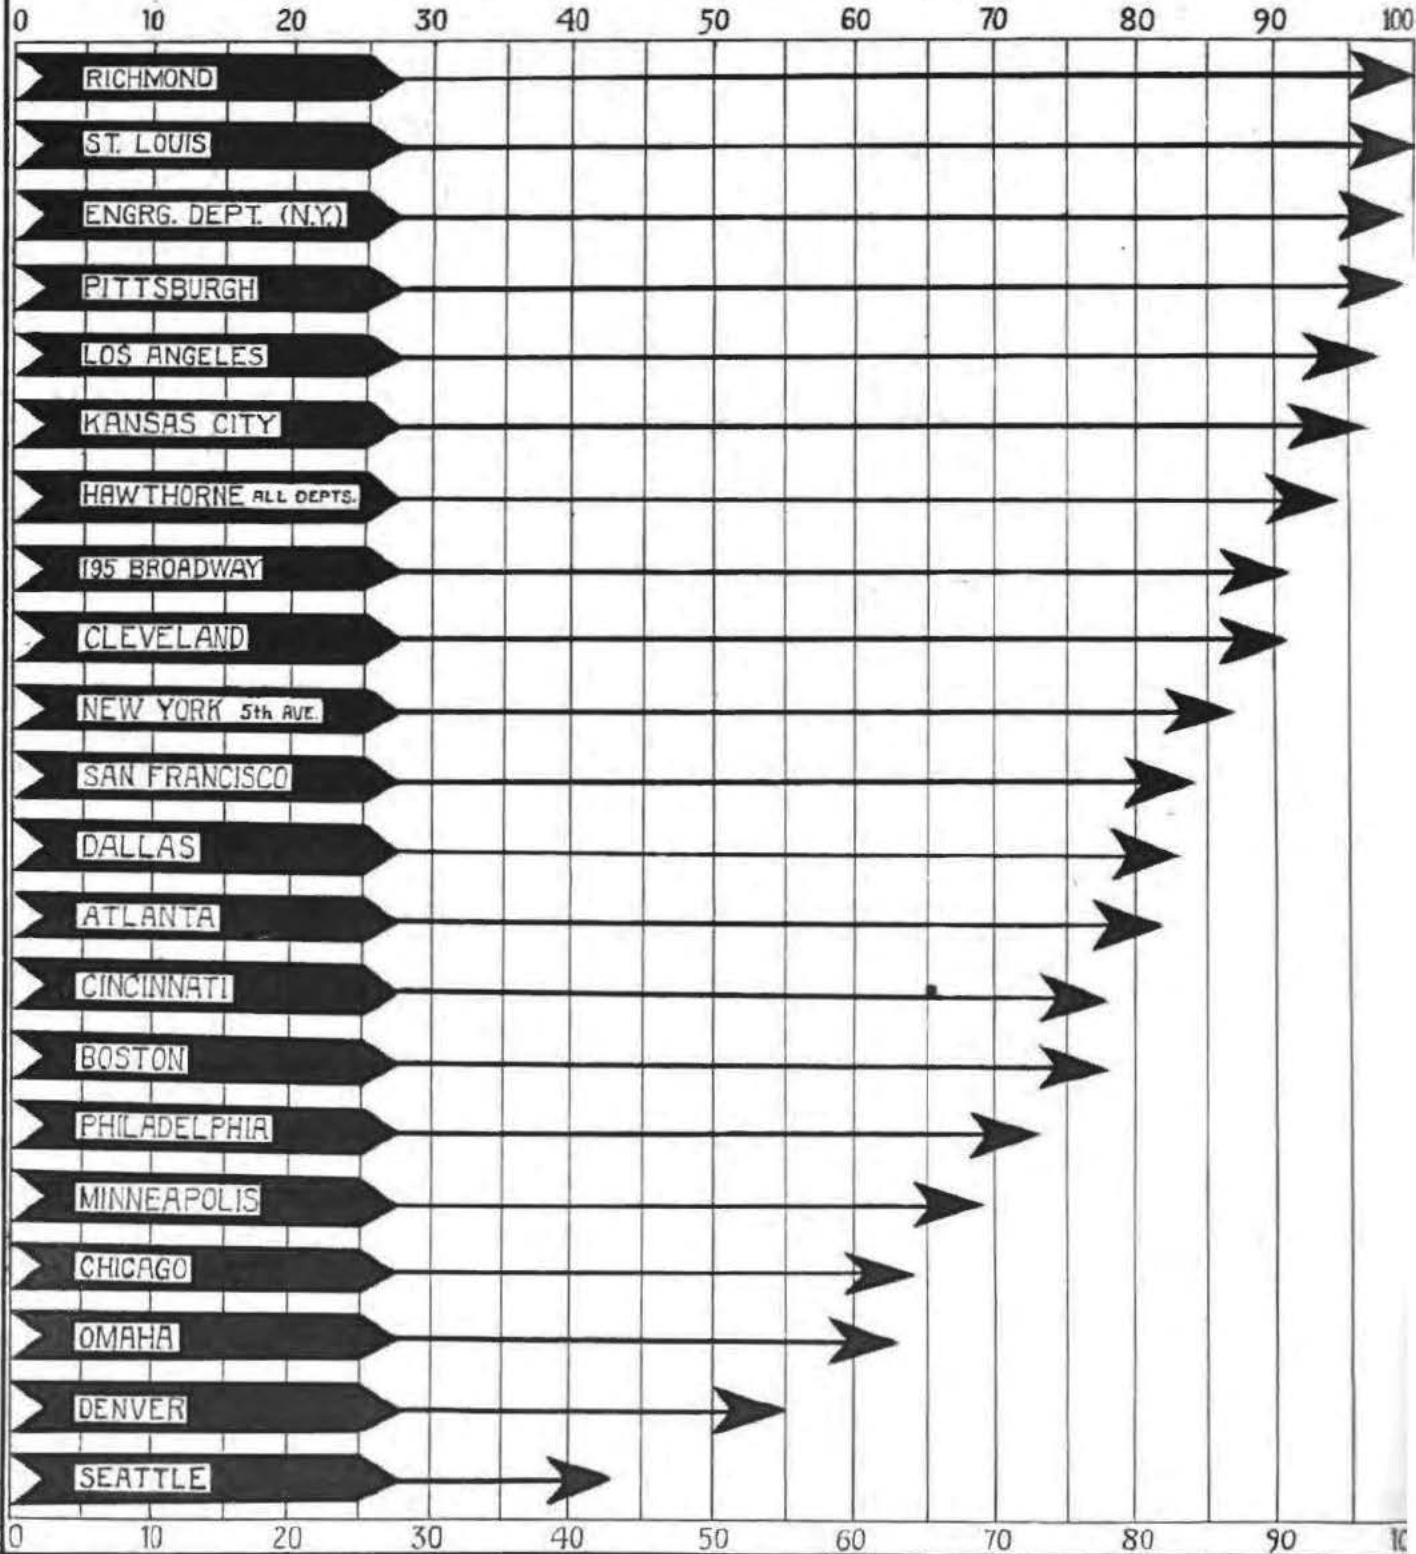 0 10 20 30 40 50 60 70 80 90 100
RICHMOND
ST. LOUIS
ENGRG. DEPT. (N.Y.)
PITTSBURGH
LOS ANGELES
KANSAS CITY
HAWTHORNE ALL DEPTS.
195 BROADWAY
CLEVELAND
NEW YORK 5th AVE.
SAN FRANCISCO
DALLAS
ATLANTA
CINCINNATI
BOSTON
PHILADELPHIA
MINNEAPOLIS
CHICAGO
OMAHA
DENVER
SEATTLE
0 10 20 30 40 50 60 70 80 90 10